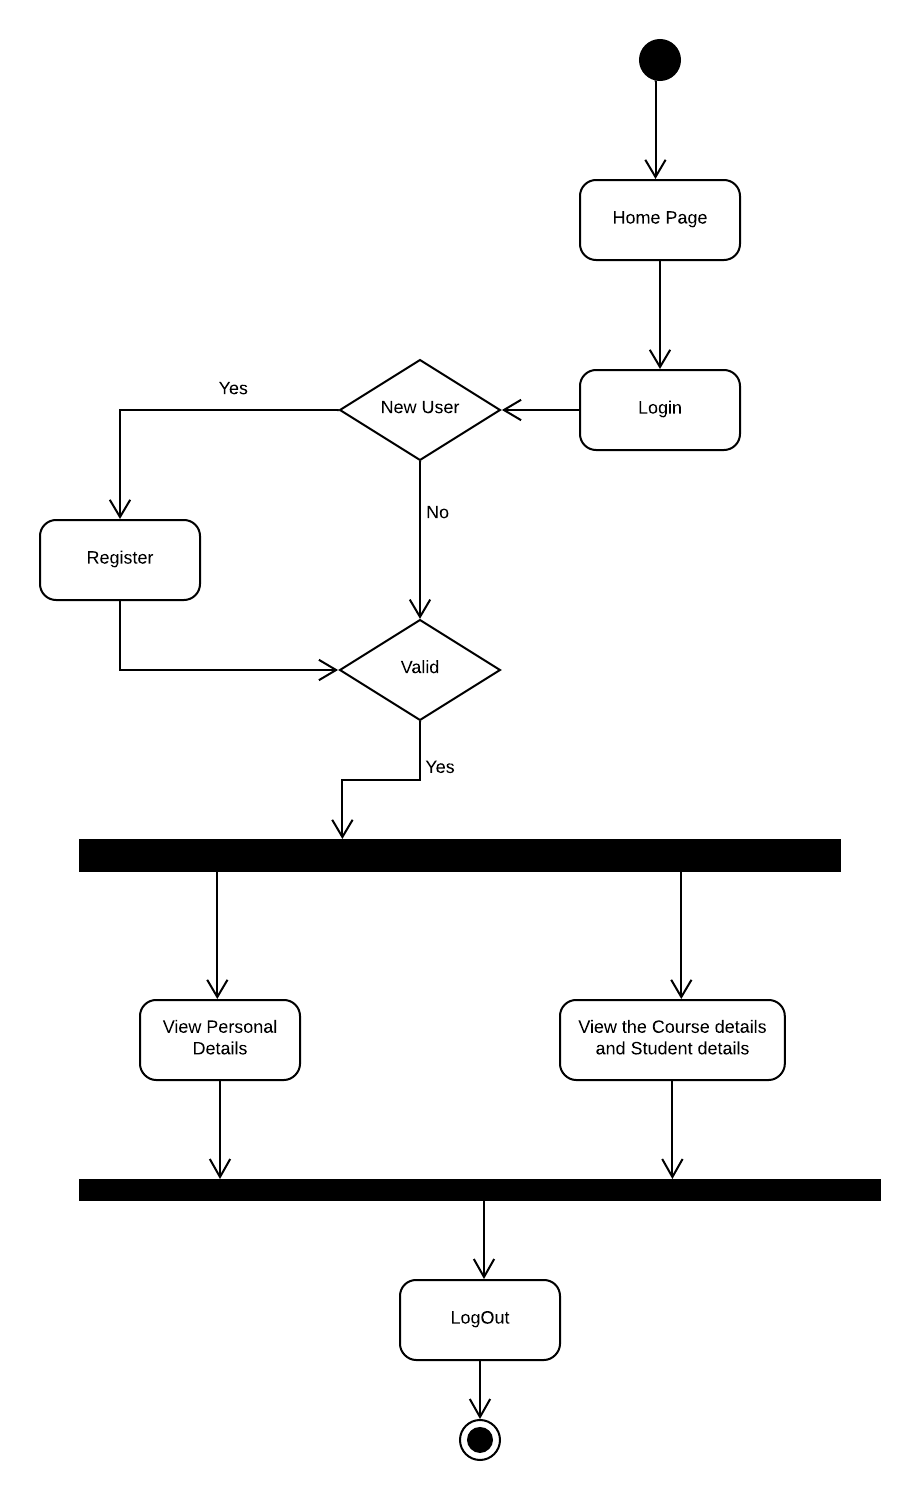 Home Page
Login
New User
Yes
No
Register
Valid
Yes
View Personal
Details
View the Course details
and Student details
LogOut